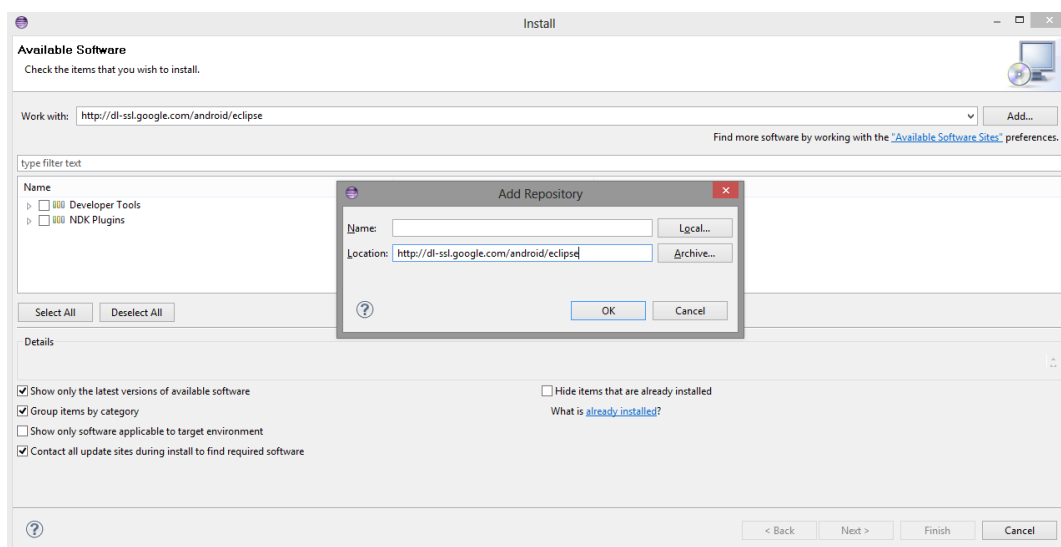 Install
Available Software
Check the items that you wish to install.
Work with: http://dl-ssl.google.com/android/eclipse Add...
Find more software by working with the "Available Software Sites" preferences.
type filter text
Name
Developer Tools
NDK Plugins
Add Repository
Name: Local...
Location: http://dl-ssl.google.com/android/eclipse Archive...
? OK Cancel
Select All Deselect All
Details
Show only the latest versions of available software Hide items that are already installed
Group items by category What is already installed?
Show only software applicable to target environment
Contact all update sites during install to find required software
? < Back Next > Finish Cancel